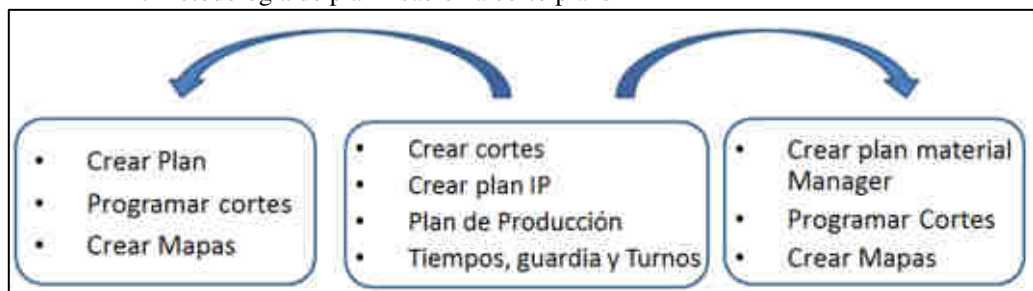 Crear Plan
Programar cortes
Crear Mapas
Crear cortes
Crear plan IP
Plan de Producción
Tiempos, guardia y Turnos
Crear plan material
Manager
Programar Cortes
Crear Mapas